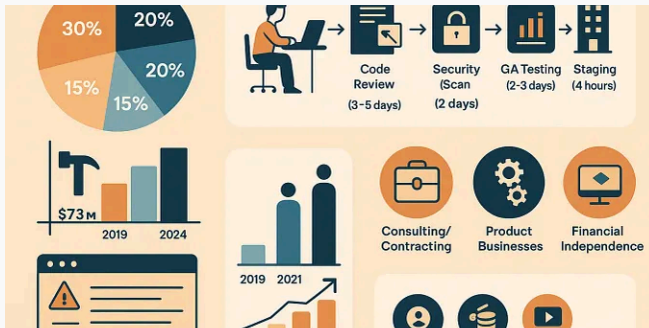 30%
20%
20%
15%
15%
Code
Review
(3-5 days)
Security
(Scan
(2 days)
GA Testing
(2-3 days)
Staging
(4 hours)
$73 M
2019
2024
2019
2021
Consulting/
Contracting
Product
Businesses
Financial
Independence